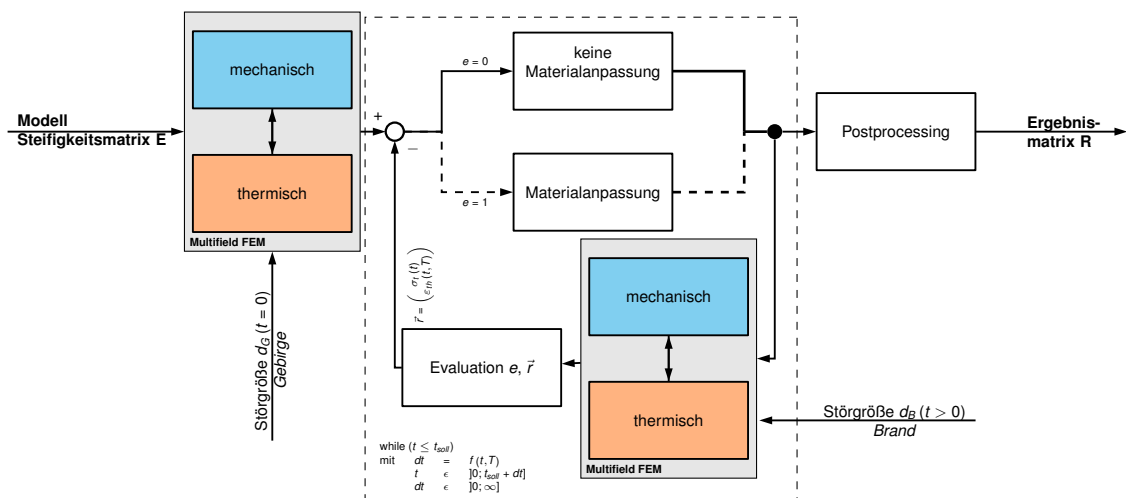 Modell
Steifigkeitsmatrix E
mechanisch
thermisch
Multifield FEM
Störgröße d_G (t = 0)
Gebirge
+
−
e = 0
keine
Materialanpassung
e = 1
Materialanpassung
Postprocessing
Ergebnis-
matrix R
r⃗ = ( σ_t(t)
ε_th(t, T) )
Evaluation e, r⃗
mechanisch
thermisch
Multifield FEM
Störgröße d_B (t > 0)
Brand
while (t ≤ t_soll)
mit dt = f(t, T)
t ϵ ]0; t_soll + dt]
dt ϵ ]0; ∞]